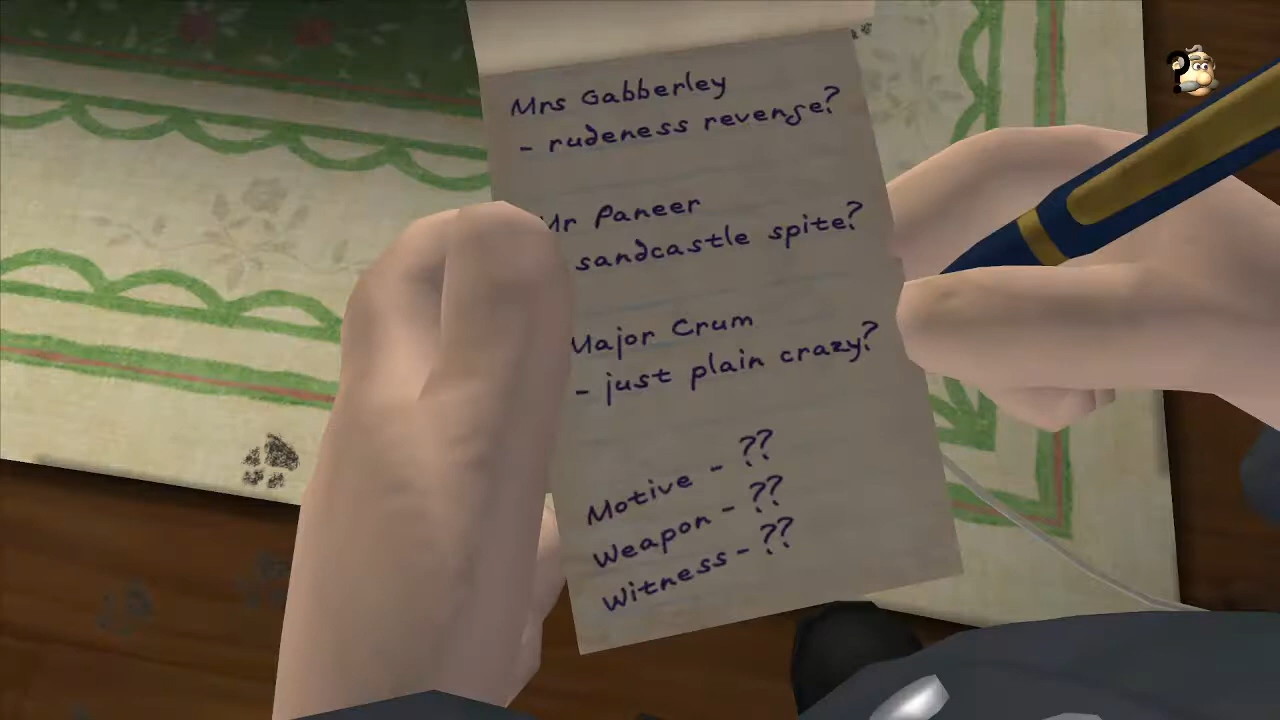 Mrs Gabberley
- rudeness revenge?
Mr Paneer
sandcastle spite?
Major Crum
- just plain crazy?
Motive - ??
Weapon - ??
Witness - ??
?